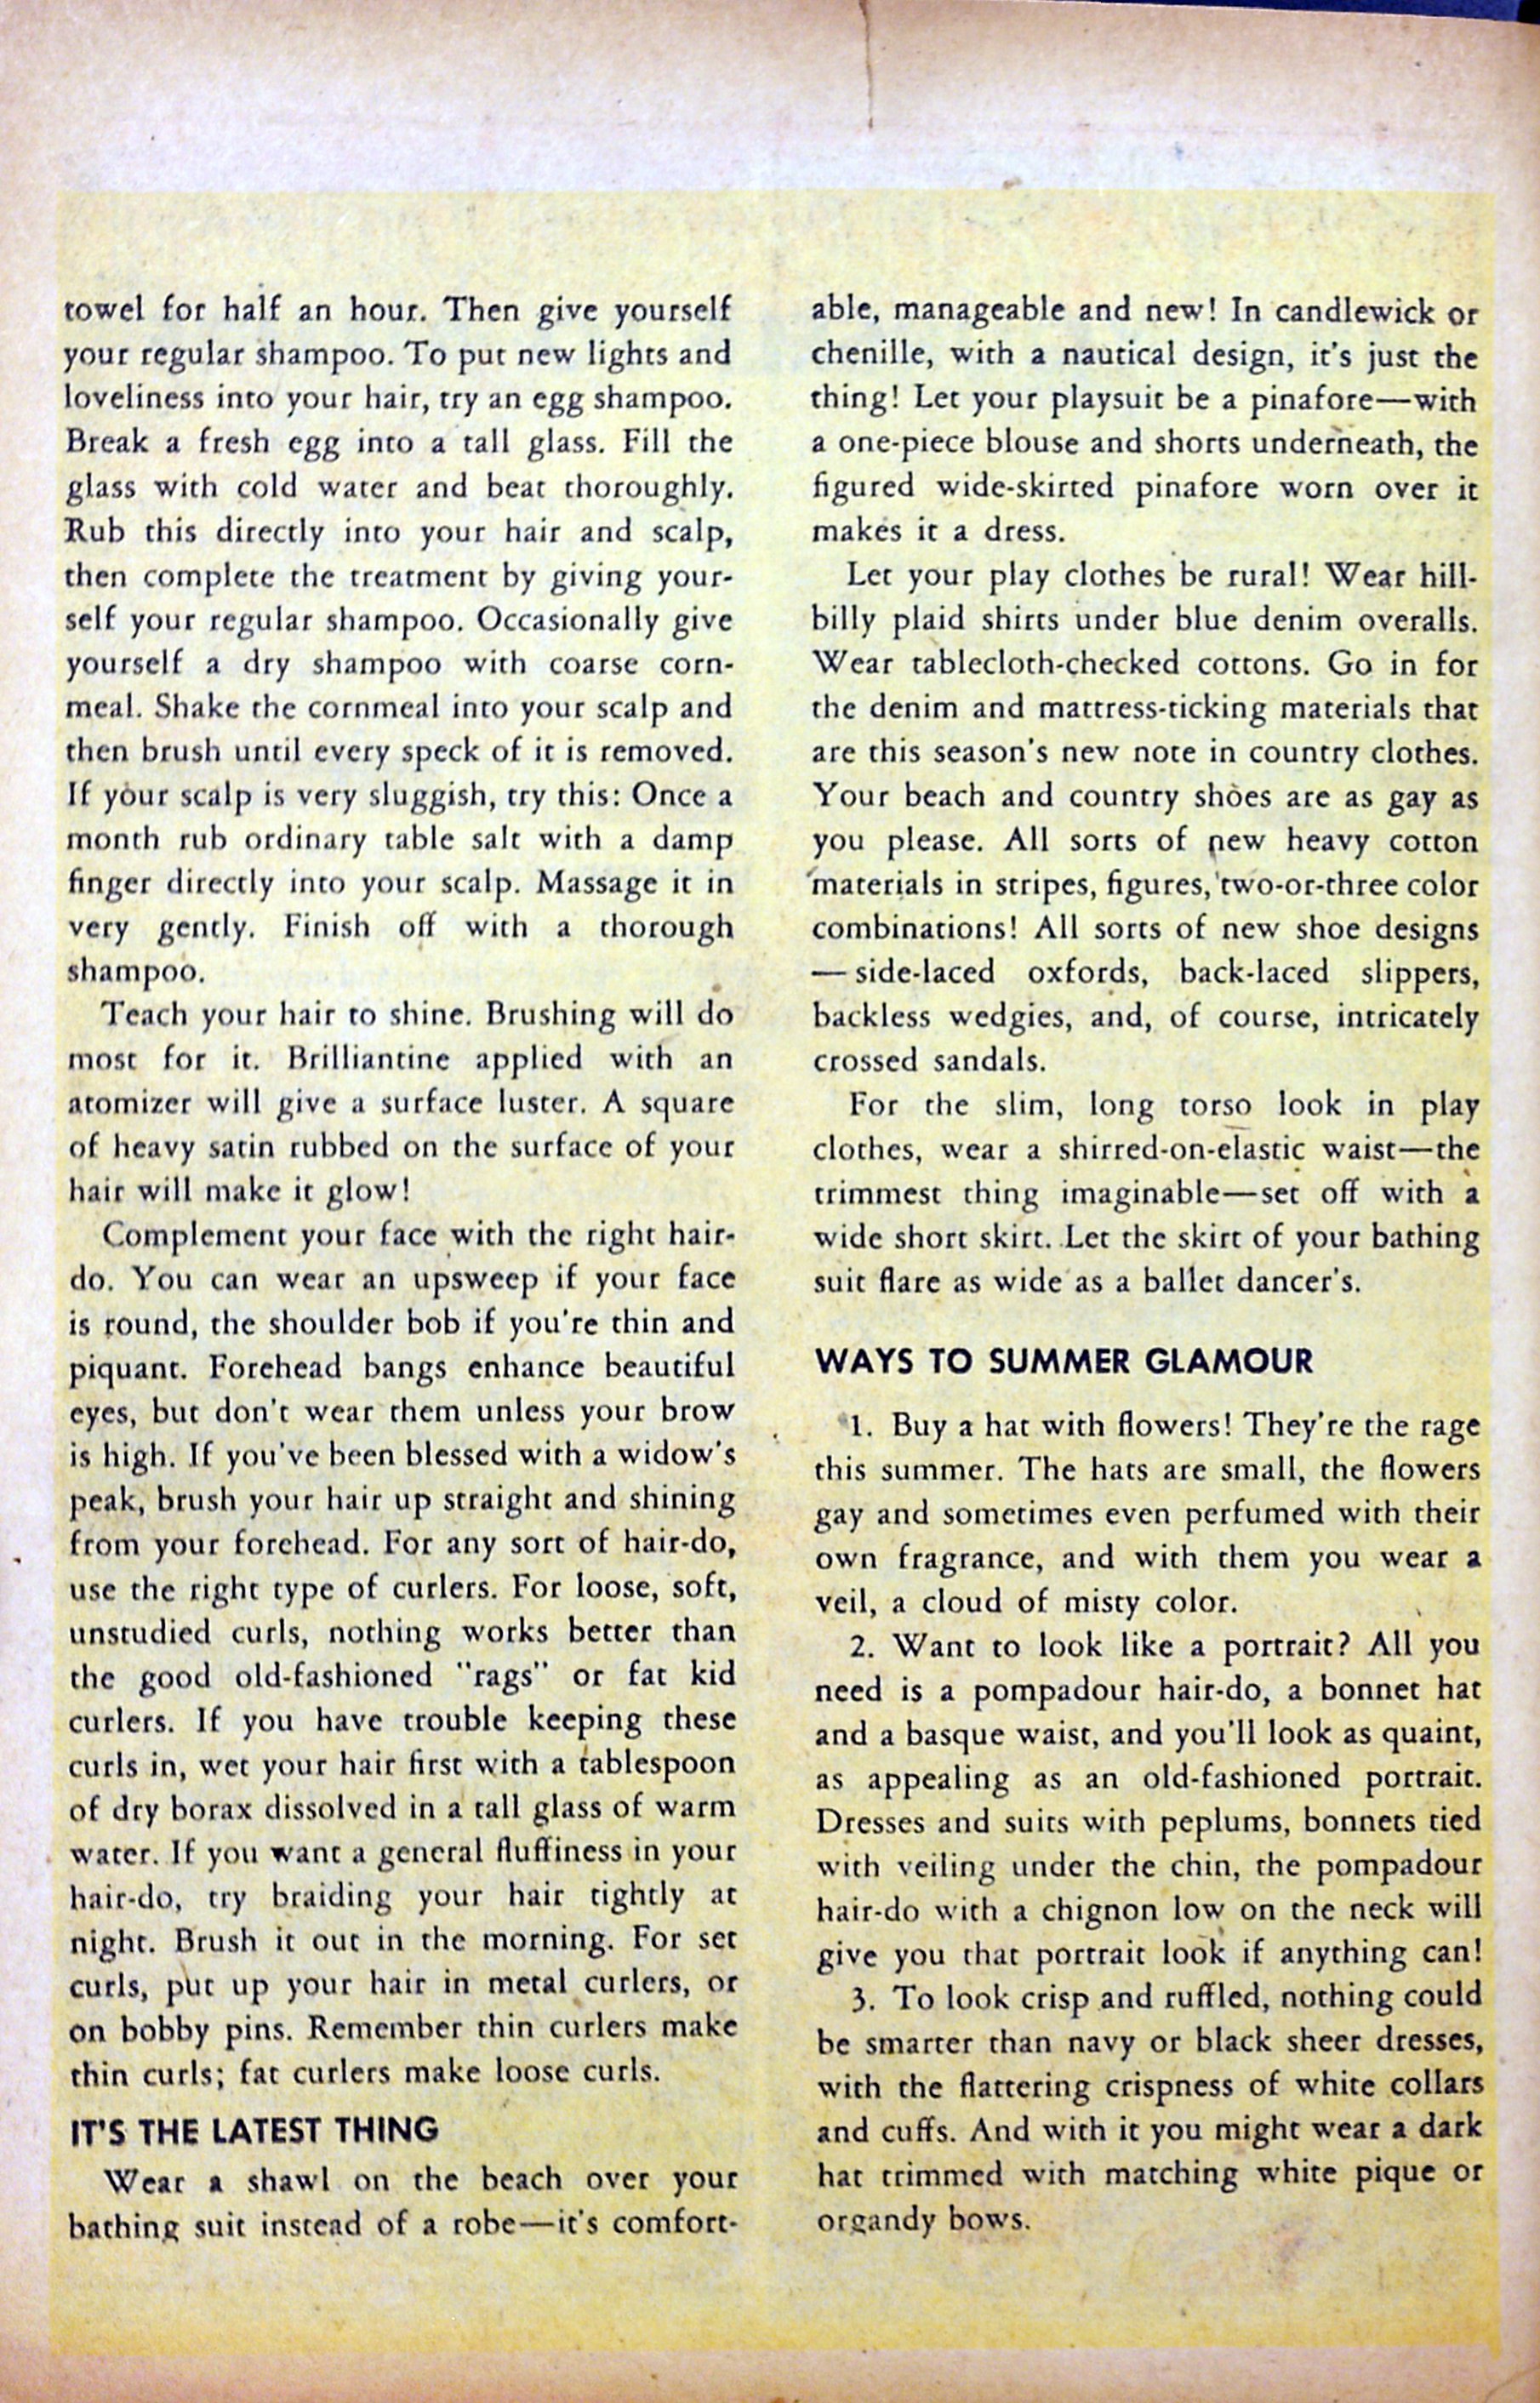 towel for half an hour. Then give yourself
your regular shampoo. To put new lights and
loveliness into your hair, try an egg shampoo.
Break a fresh egg into a tall glass. Fill the
glass with cold water and beat thoroughly.
Rub this directly into your hair and scalp,
then complete the treatment by giving your-
self your regular shampoo. Occasionally give
yourself a dry shampoo with coarse corn-
meal. Shake the cornmeal into your scalp and
then brush until every speck of it is removed.
If your scalp is very sluggish, try this: Once a
month rub ordinary table salt with a damp
finger directly into your scalp. Massage it in
very gently. Finish off with a thorough
shampoo.
Teach your hair to shine. Brushing will do
most for it. Brilliantine applied with an
atomizer will give a surface luster. A square
of heavy satin rubbed on the surface of your
hair will make it glow!
Complement your face with the right hair-
do. You can wear an upsweep if your face
is round, the shoulder bob if you're thin and
piquant. Forehead bangs enhance beautiful
eyes, but don't wear them unless your brow
is high. If you've been blessed with a widow's
peak, brush your hair up straight and shining
from your forehead. For any sort of hair-do,
use the right type of curlers. For loose, soft,
unstudied curls, nothing works better than
the good old-fashioned "rags" or fat kid
curlers. If you have trouble keeping these
curls in, wet your hair first with a tablespoon
of dry borax dissolved in a tall glass of warm
water. If you want a general fluffiness in your
hair-do, try braiding your hair tightly at
night. Brush it out in the morning. For set
curls, put up your hair in metal curlers, or
on bobby pins. Remember thin curlers make
thin curls; fat curlers make loose curls.
IT'S THE LATEST THING
Wear a shawl on the beach over your
bathing suit instead of a robe—it's comfort-
able, manageable and new! In candlewick or
chenille, with a nautical design, it's just the
thing! Let your playsuit be a pinafore—with
a one-piece blouse and shorts underneath, the
figured wide-skirted pinafore worn over it
makes it a dress.
Let your play clothes be rural! Wear hill-
billy plaid shirts under blue denim overalls.
Wear tablecloth-checked cottons. Go in for
the denim and mattress-ticking materials that
are this season's new note in country clothes.
Your beach and country shoes are as gay as
you please. All sorts of new heavy cotton
materials in stripes, figures, two-or-three color
combinations! All sorts of new shoe designs
— side-laced oxfords, back-laced slippers,
backless wedgies, and, of course, intricately
crossed sandals.
For the slim, long torso look in play
clothes, wear a shirred-on-elastic waist—the
trimmest thing imaginable—set off with a
wide short skirt. Let the skirt of your bathing
suit flare as wide as a ballet dancer's.
WAYS TO SUMMER GLAMOUR
1. Buy a hat with flowers! They're the rage
this summer. The hats are small, the flowers
gay and sometimes even perfumed with their
own fragrance, and with them you wear a
veil, a cloud of misty color.
2. Want to look like a portrait? All you
need is a pompadour hair-do, a bonnet hat
and a basque waist, and you'll look as quaint,
as appealing as an old-fashioned portrait.
Dresses and suits with peplums, bonnets tied
with veiling under the chin, the pompadour
hair-do with a chignon low on the neck will
give you that portrait look if anything can!
3. To look crisp and ruffled, nothing could
be smarter than navy or black sheer dresses,
with the flattering crispness of white collars
and cuffs. And with it you might wear a dark
hat trimmed with matching white pique or
organdy bows.